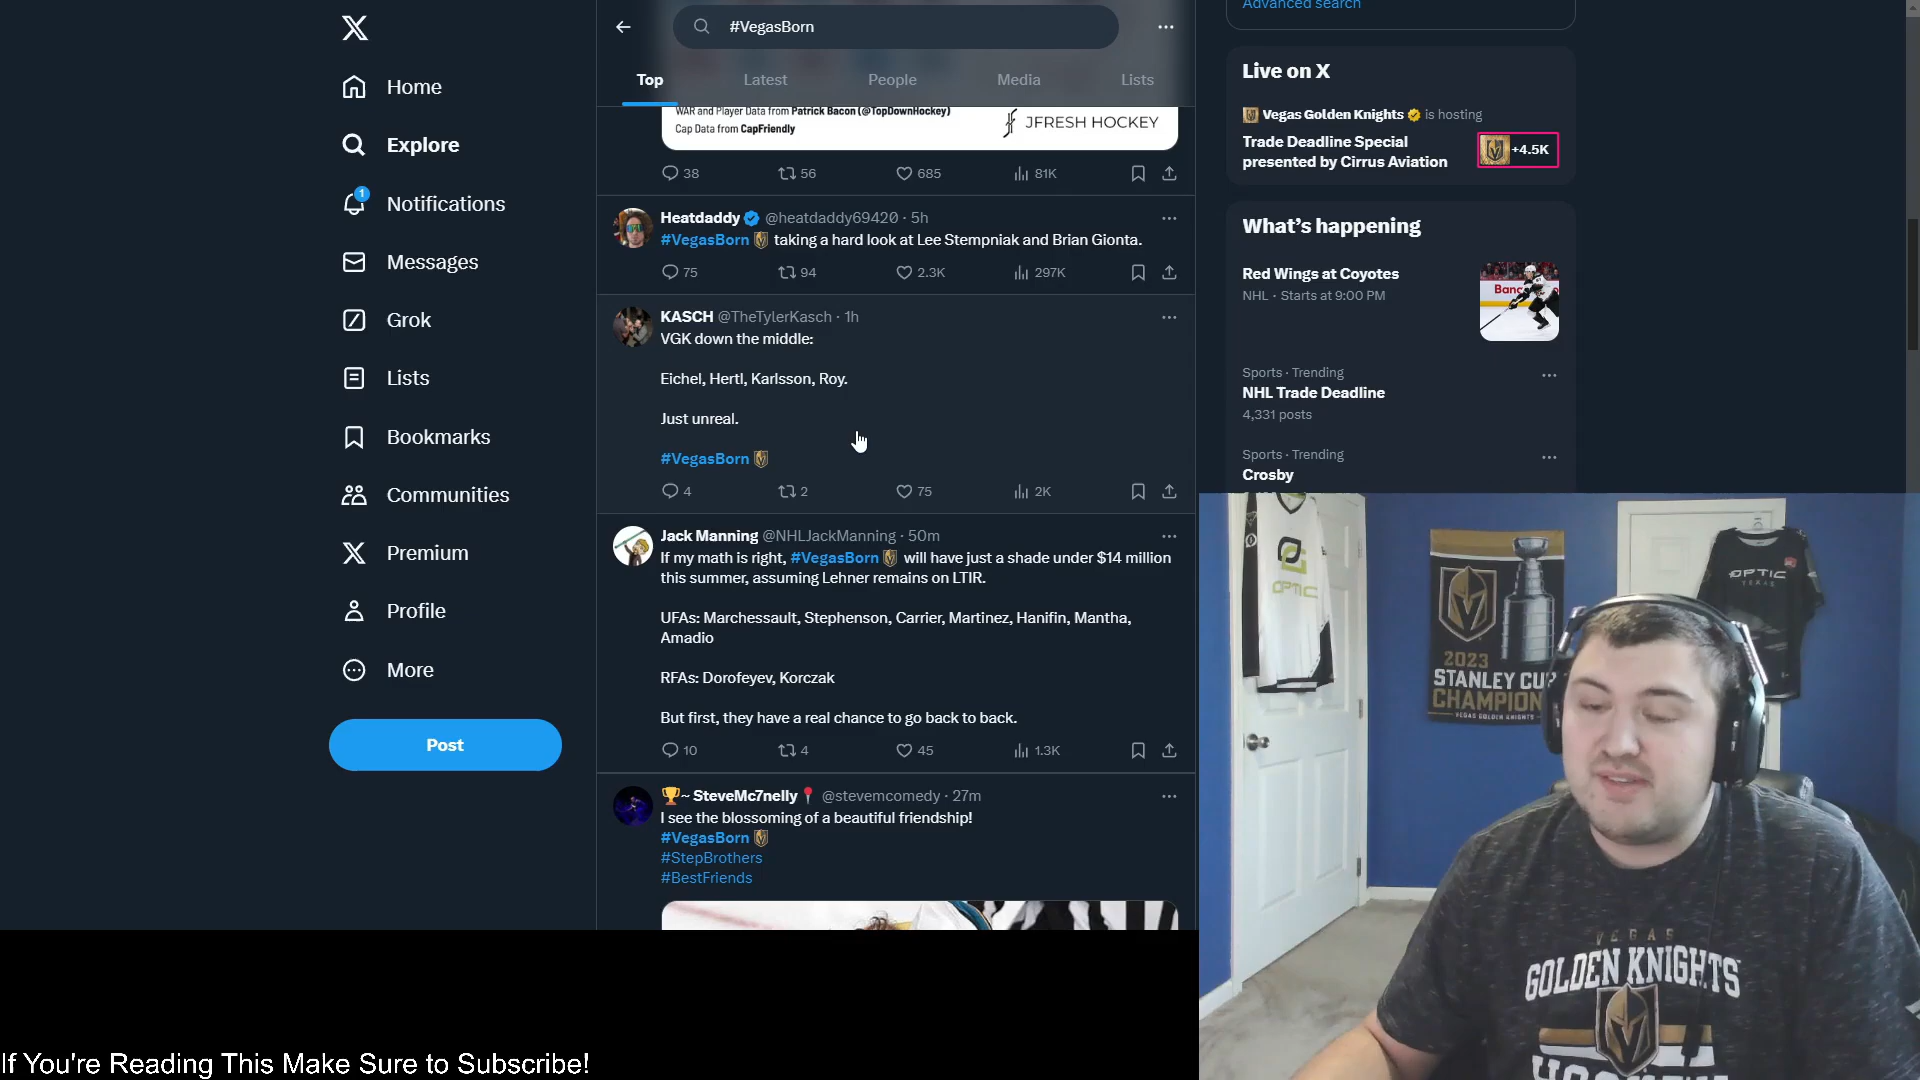 #VegasBorn
Top Latest People Media Lists
WAR and Player Data from Patrick Bacon (@TopDownHockey)
Cap Data from CapFriendly
JFRESH HOCKEY
38 56 685 81K
Heatdaddy @heatdaddy69420 · 5h
#VegasBorn taking a hard look at Lee Stempniak and Brian Gionta.
75 94 2.3K 297K
KASCH @TheTylerKasch · 1h
VGK down the middle:
Eichel, Hertl, Karlsson, Roy.
Just unreal.
#VegasBorn
4 2 75 2K
Jack Manning @NHLJackManning · 50m
If my math is right, #VegasBorn will have just a shade under $14 million
this summer, assuming Lehner remains on LTIR.
UFAs: Marchessault, Stephenson, Carrier, Martinez, Hanifin, Mantha,
Amadio
RFAs: Dorofeyev, Korczak
But first, they have a real chance to go back to back.
10 4 45 1.3K
~ SteveMc7nelly @stevemcomedy · 27m
I see the blossoming of a beautiful friendship!
#VegasBorn
#StepBrothers
#BestFriends
Home
Explore
1
Notifications
Messages
Grok
Lists
Bookmarks
Communities
Premium
Profile
More
Post
Advanced search
Live on X
Vegas Golden Knights is hosting
Trade Deadline Special
presented by Cirrus Aviation
+4.5K
What's happening
Red Wings at Coyotes
NHL · Starts at 9:00 PM
Banc
Sports · Trending
NHL Trade Deadline
4,331 posts
Sports · Trending
Crosby
OPTIC
OPTIC
TEXAS
2023
STANLEY CUP
CHAMPION
VEGAS GOLDEN KNIGHTS
VEGAS
GOLDEN KNIGHTS
HOCKEY
If You're Reading This Make Sure to Subscribe!